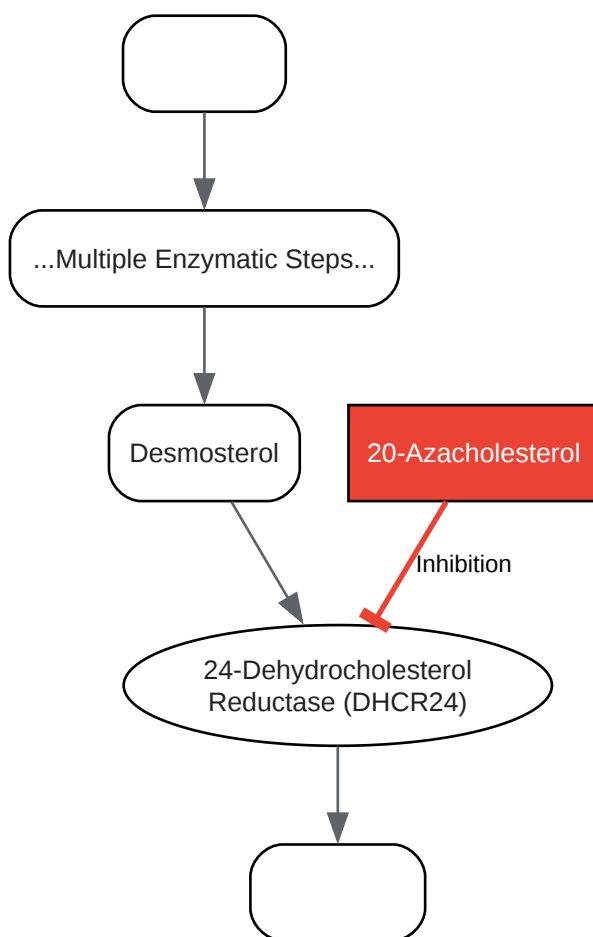 ...Multiple Enzymatic Steps...
Desmosterol
20-Azacholesterol
Inhibition
24-Dehydrocholesterol
Reductase (DHCR24)